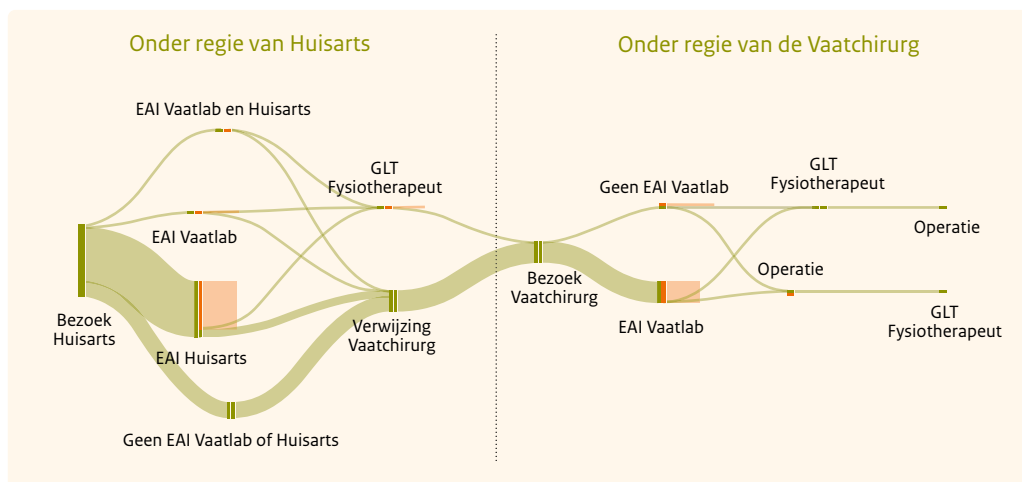 Onder regie van Huisarts
Onder regie van de Vaatchirurg
EAI Vaatlab en Huisarts
GLT
Fysiotherapeut
EAI Vaatlab
Bezoek
Huisarts
EAI Huisarts
Verwijzing
Vaatchirurg
Geen EAI Vaatlab of Huisarts
Bezoek
Vaatchirurg
Geen EAI Vaatlab
GLT
Fysiotherapeut
Operatie
Operatie
EAI Vaatlab
GLT
Fysiotherapeut